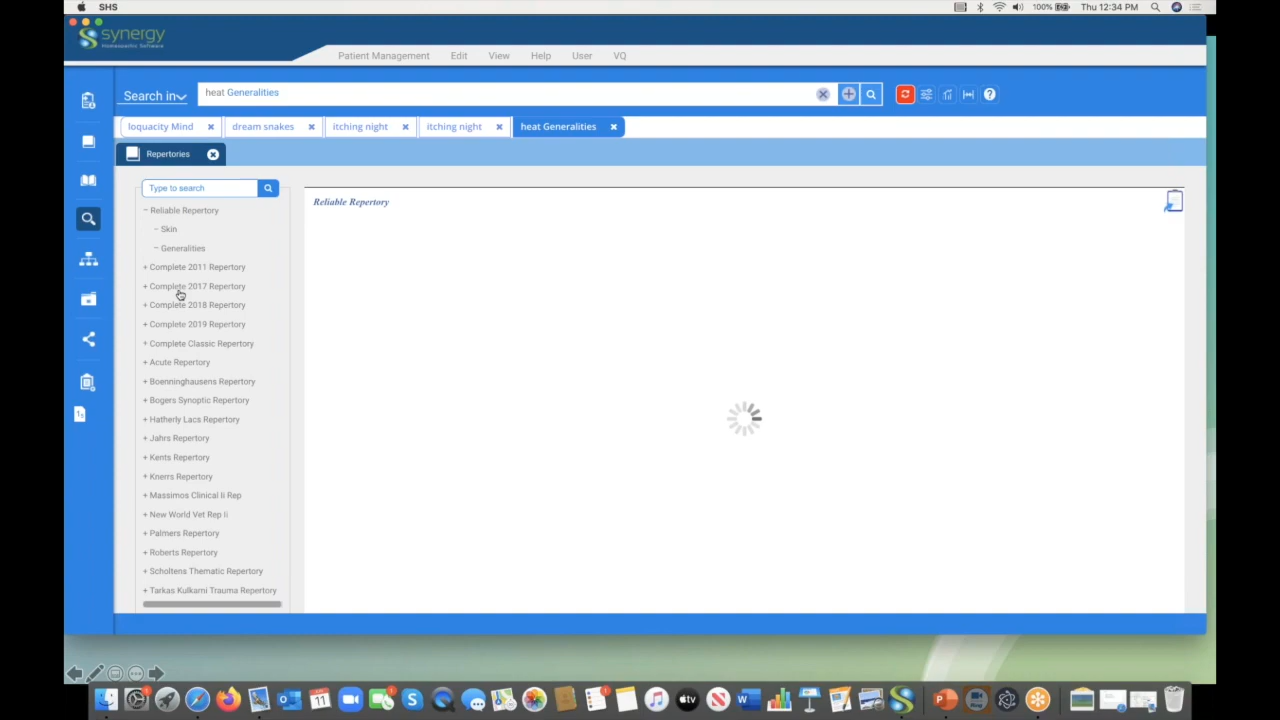 SHS
100%
Thu 12:34 PM
synergy
Homeopathic Software
Patient Management
Edit
View
Help
User
VQ
Search in
heat Generalities
loquacity Mind
dream snakes
itching night
itching night
heat Generalities
Repertories
Type to search
Reliable Repertory
− Reliable Repertory
− Skin
− Generalities
+ Complete 2011 Repertory
+ Complete 2017 Repertory
+ Complete 2018 Repertory
+ Complete 2019 Repertory
+ Complete Classic Repertory
+ Acute Repertory
+ Boenninghausens Repertory
+ Bogers Synoptic Repertory
+ Hatherly Lacs Repertory
+ Jahrs Repertory
+ Kents Repertory
+ Knerrs Repertory
+ Massimos Clinical Ii Rep
+ New World Vet Rep Ii
+ Palmers Repertory
+ Roberts Repertory
+ Scholtens Thematic Repertory
+ Tarkas Kulkarni Trauma Repertory